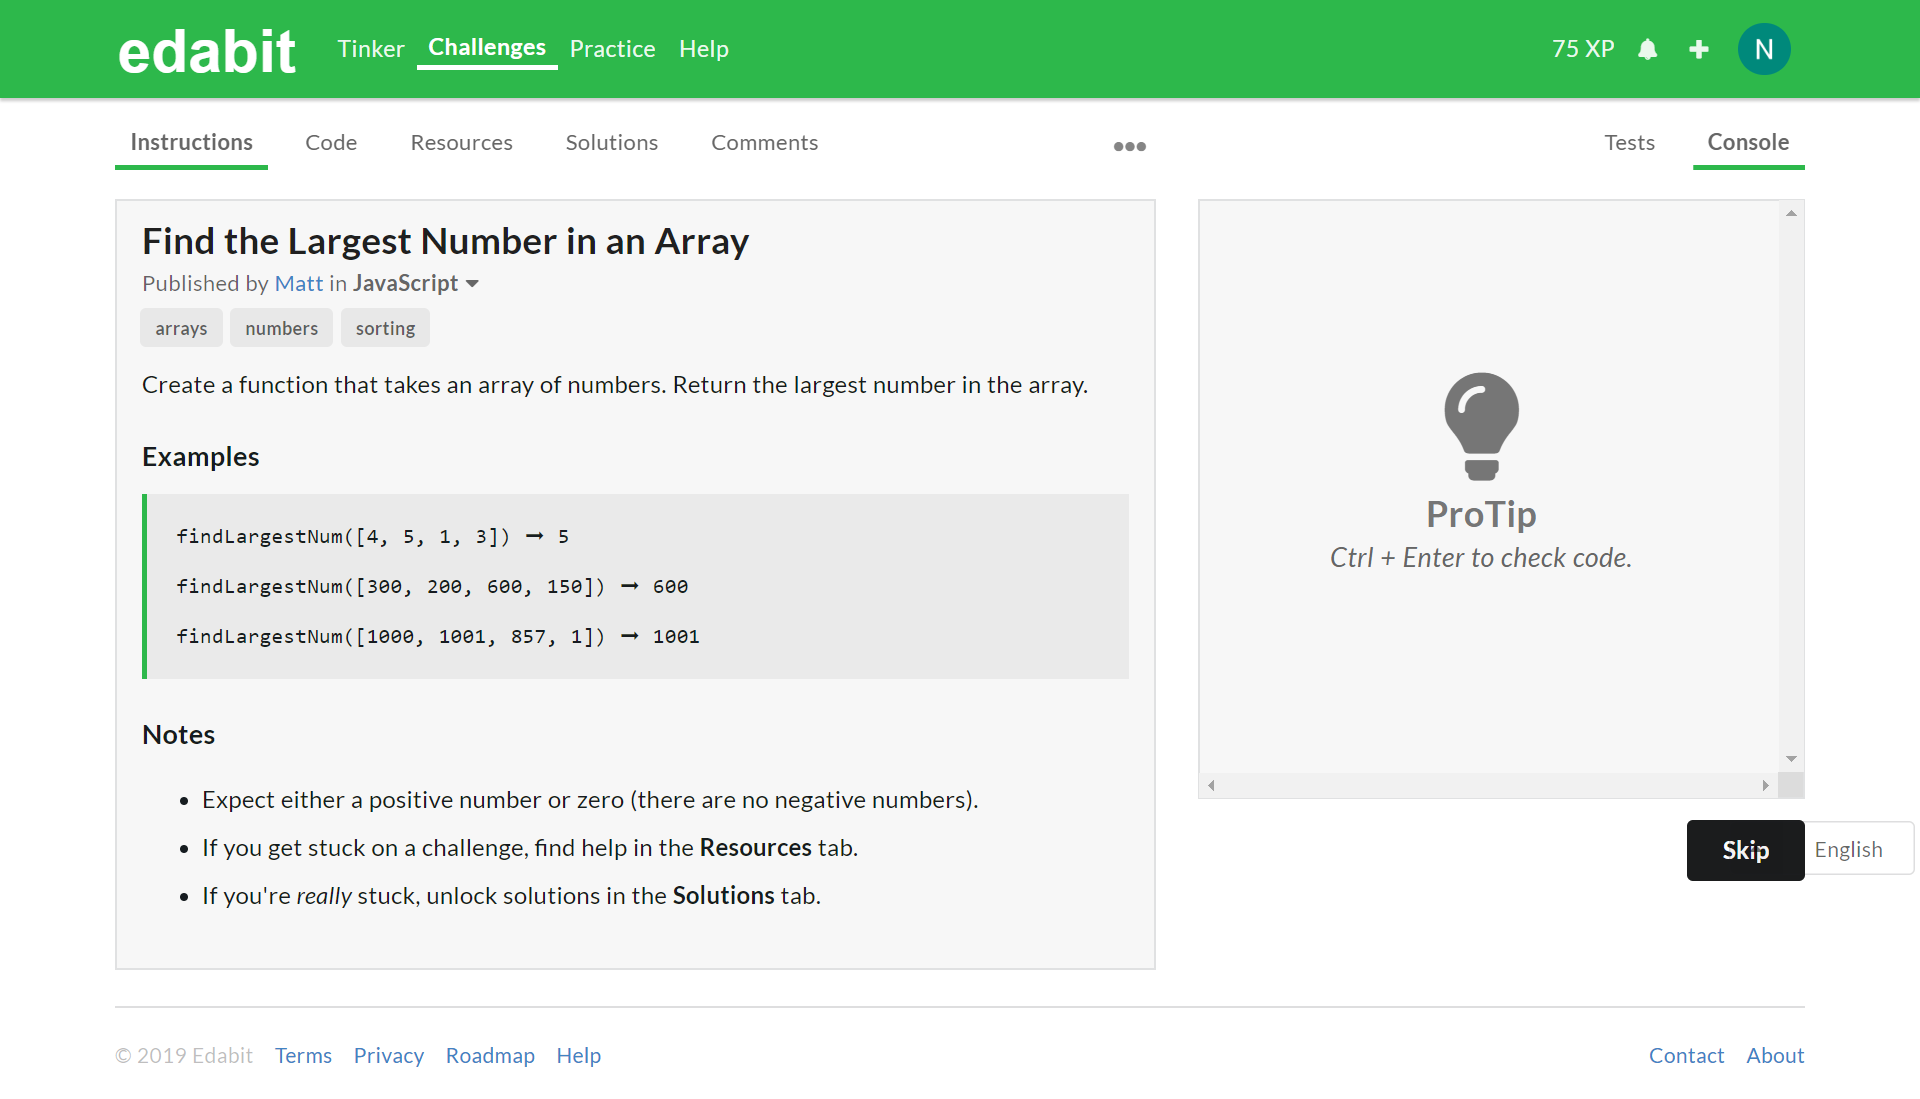 edabit Tinker Challenges Practice Help 75 XP N
Instructions Code Resources Solutions Comments Tests Console
Find the Largest Number in an Array
Published by Matt in JavaScript
arrays numbers sorting
Create a function that takes an array of numbers. Return the largest number in the array.
Examples
findLargestNum([4, 5, 1, 3]) ➞ 5
findLargestNum([300, 200, 600, 150]) ➞ 600
findLargestNum([1000, 1001, 857, 1]) ➞ 1001
Notes
• Expect either a positive number or zero (there are no negative numbers).
• If you get stuck on a challenge, find help in the Resources tab.
• If you're really stuck, unlock solutions in the Solutions tab.
ProTip
Ctrl + Enter to check code.
Skip English
© 2019 Edabit Terms Privacy Roadmap Help Contact About